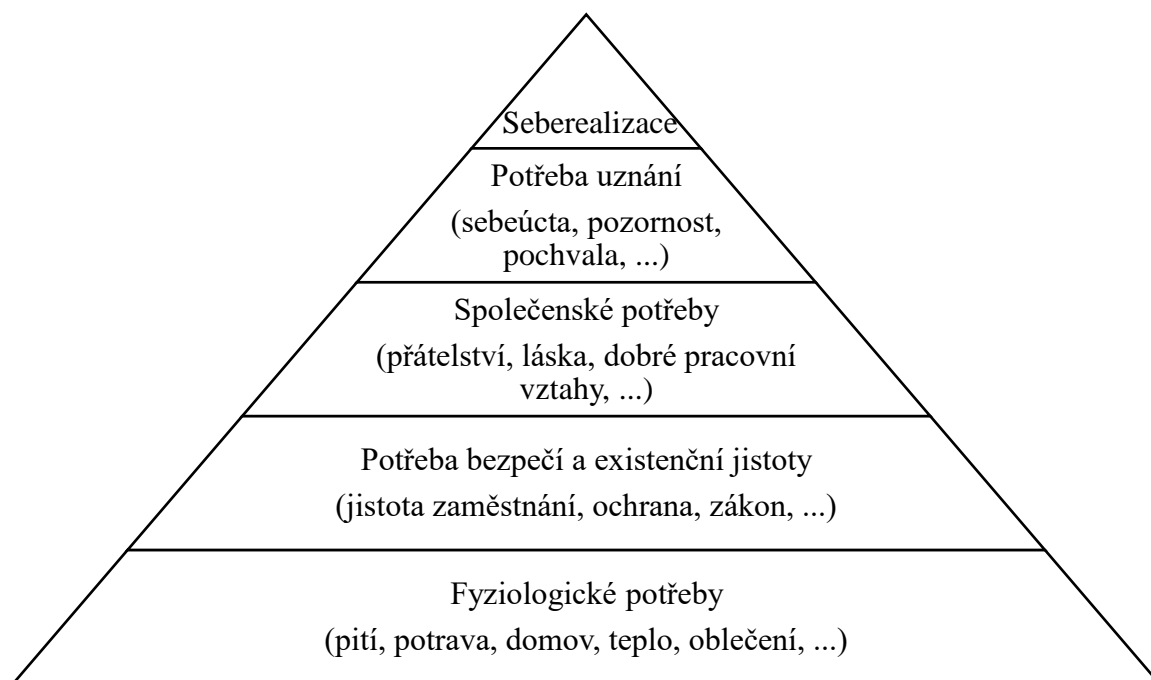 Seberealizace
Potřeba uznání
(sebeúcta, pozornost,
pochvala, ...)
Společenské potřeby
(přátelství, láska, dobré pracovní
vztahy, ...)
Potřeba bezpečí a existenční jistoty
(jistota zaměstnání, ochrana, zákon, ...)
Fyziologické potřeby
(pití, potrava, domov, teplo, oblečení, ...)